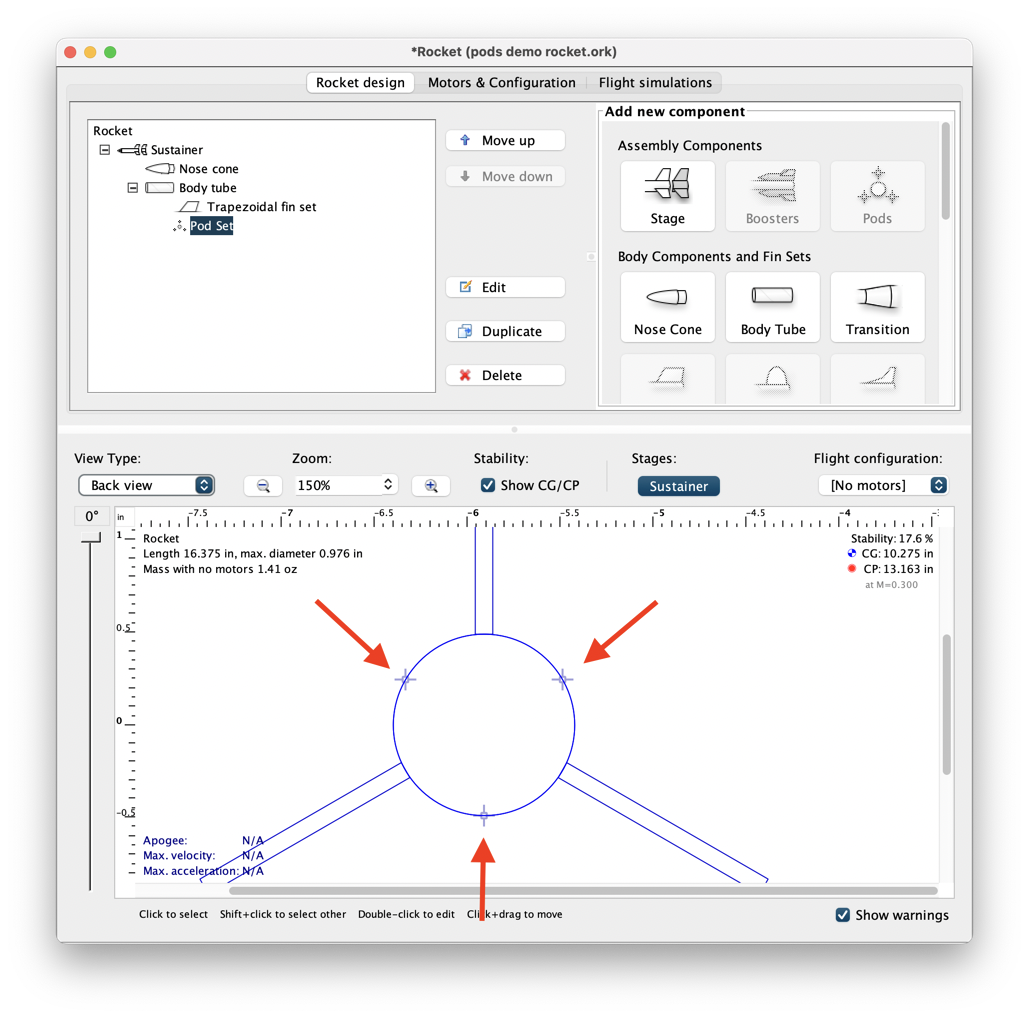 *Rocket (pods demo rocket.ork)
Rocket design Motors & Configuration Flight simulations
Rocket
Sustainer
Nose cone
Body tube
Trapezoidal fin set
Pod Set
Move up
Move down
Edit
Duplicate
Delete
Add new component
Assembly Components
Stage Boosters Pods
Body Components and Fin Sets
Nose Cone Body Tube Transition
View Type: Zoom: Stability: Stages: Flight configuration:
Back view 150% Show CG/CP Sustainer [No motors]
0° in -7.5 -7 -6.5 -6 -5.5 -5 -4.5 -4
1
0.5
0
-0.5
Rocket
Length 16.375 in, max. diameter 0.976 in
Mass with no motors 1.41 oz
Stability: 17.6 %
CG: 10.275 in
CP: 13.163 in
at M=0.300
Apogee: N/A
Max. velocity: N/A
Max. acceleration: N/A
Click to select Shift+click to select other Double-click to edit Click+drag to move
Show warnings